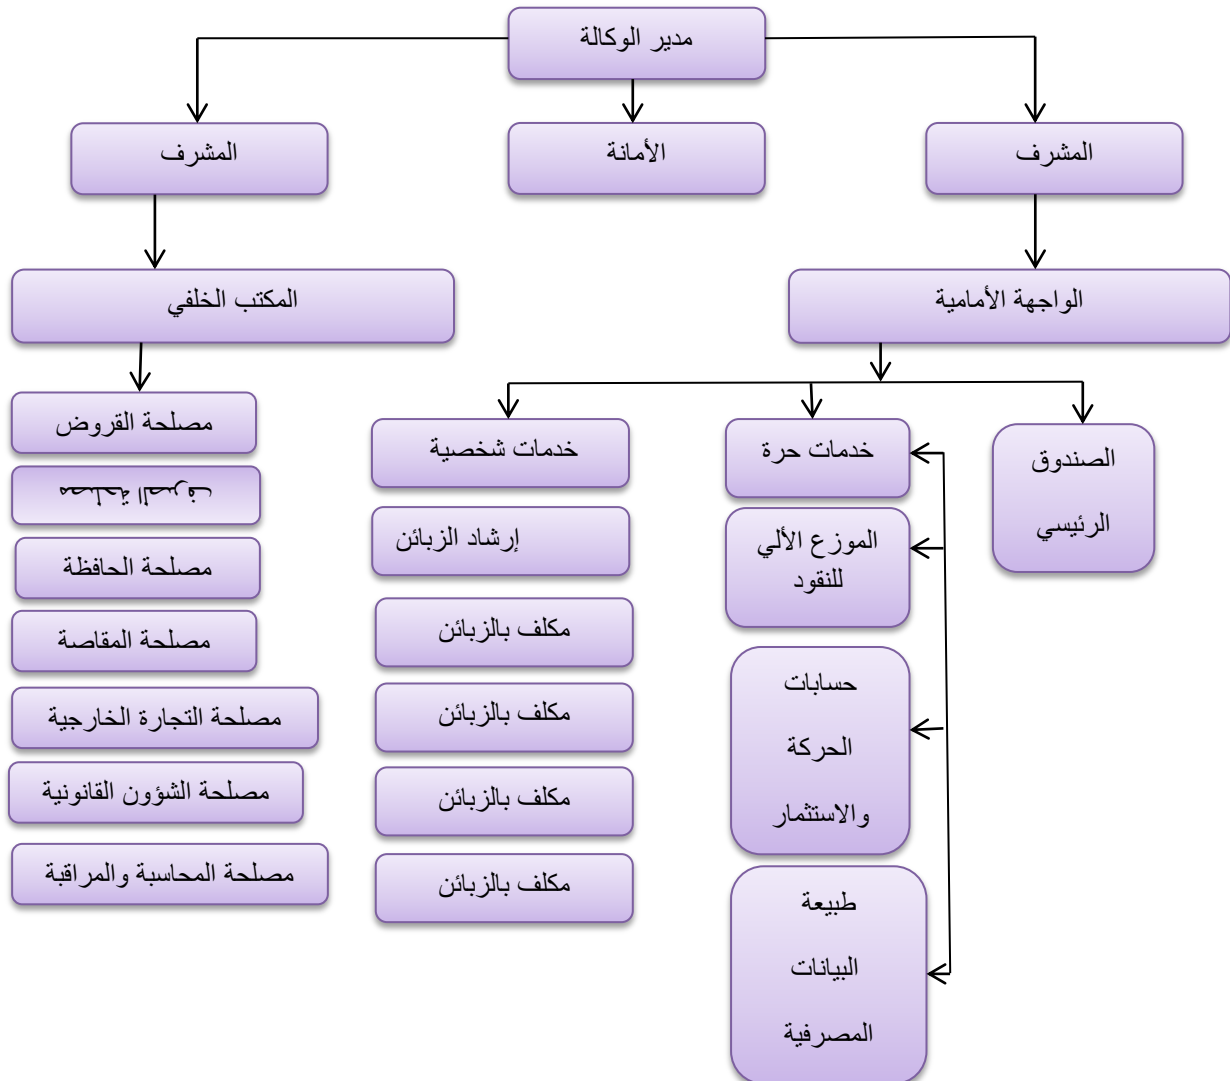 مدير الوكالة
المشرف
الأمانة
المشرف
الواجهة الأمامية
المكتب الخلفي
الصندوق
الرئيسي
خدمات حرة
الموزع الألي
للنقود
حسابات
الحركة
والاستثمار
طبيعة
البيانات
المصرفية
خدمات شخصية
إرشاد الزبائن
مكلف بالزبائن
مكلف بالزبائن
مكلف بالزبائن
مكلف بالزبائن
مصلحة القروض
مصلحة الصرف
مصلحة الحافظة
مصلحة المقاصة
مصلحة التجارة الخارجية
مصلحة الشؤون القانونية
مصلحة المحاسبة والمراقبة